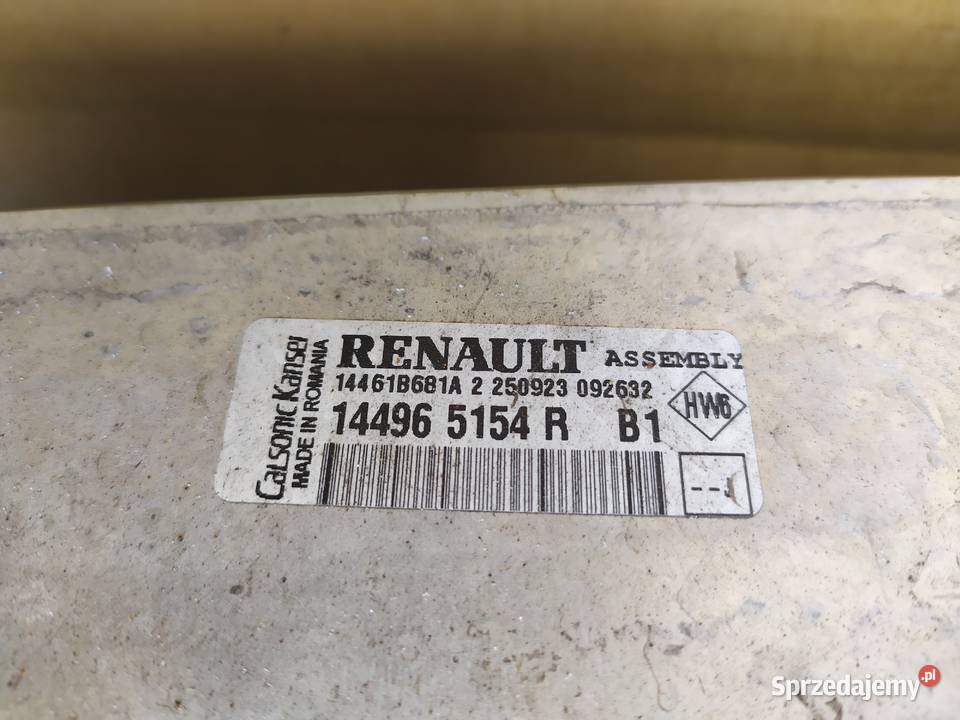 Calsonic Kansei
MADE IN ROMANIA
RENAULT ASSEMBLY
14461B681A 2 250923 092632
14496 5154 R B1
HW6
--
Sprzedajemy.pl